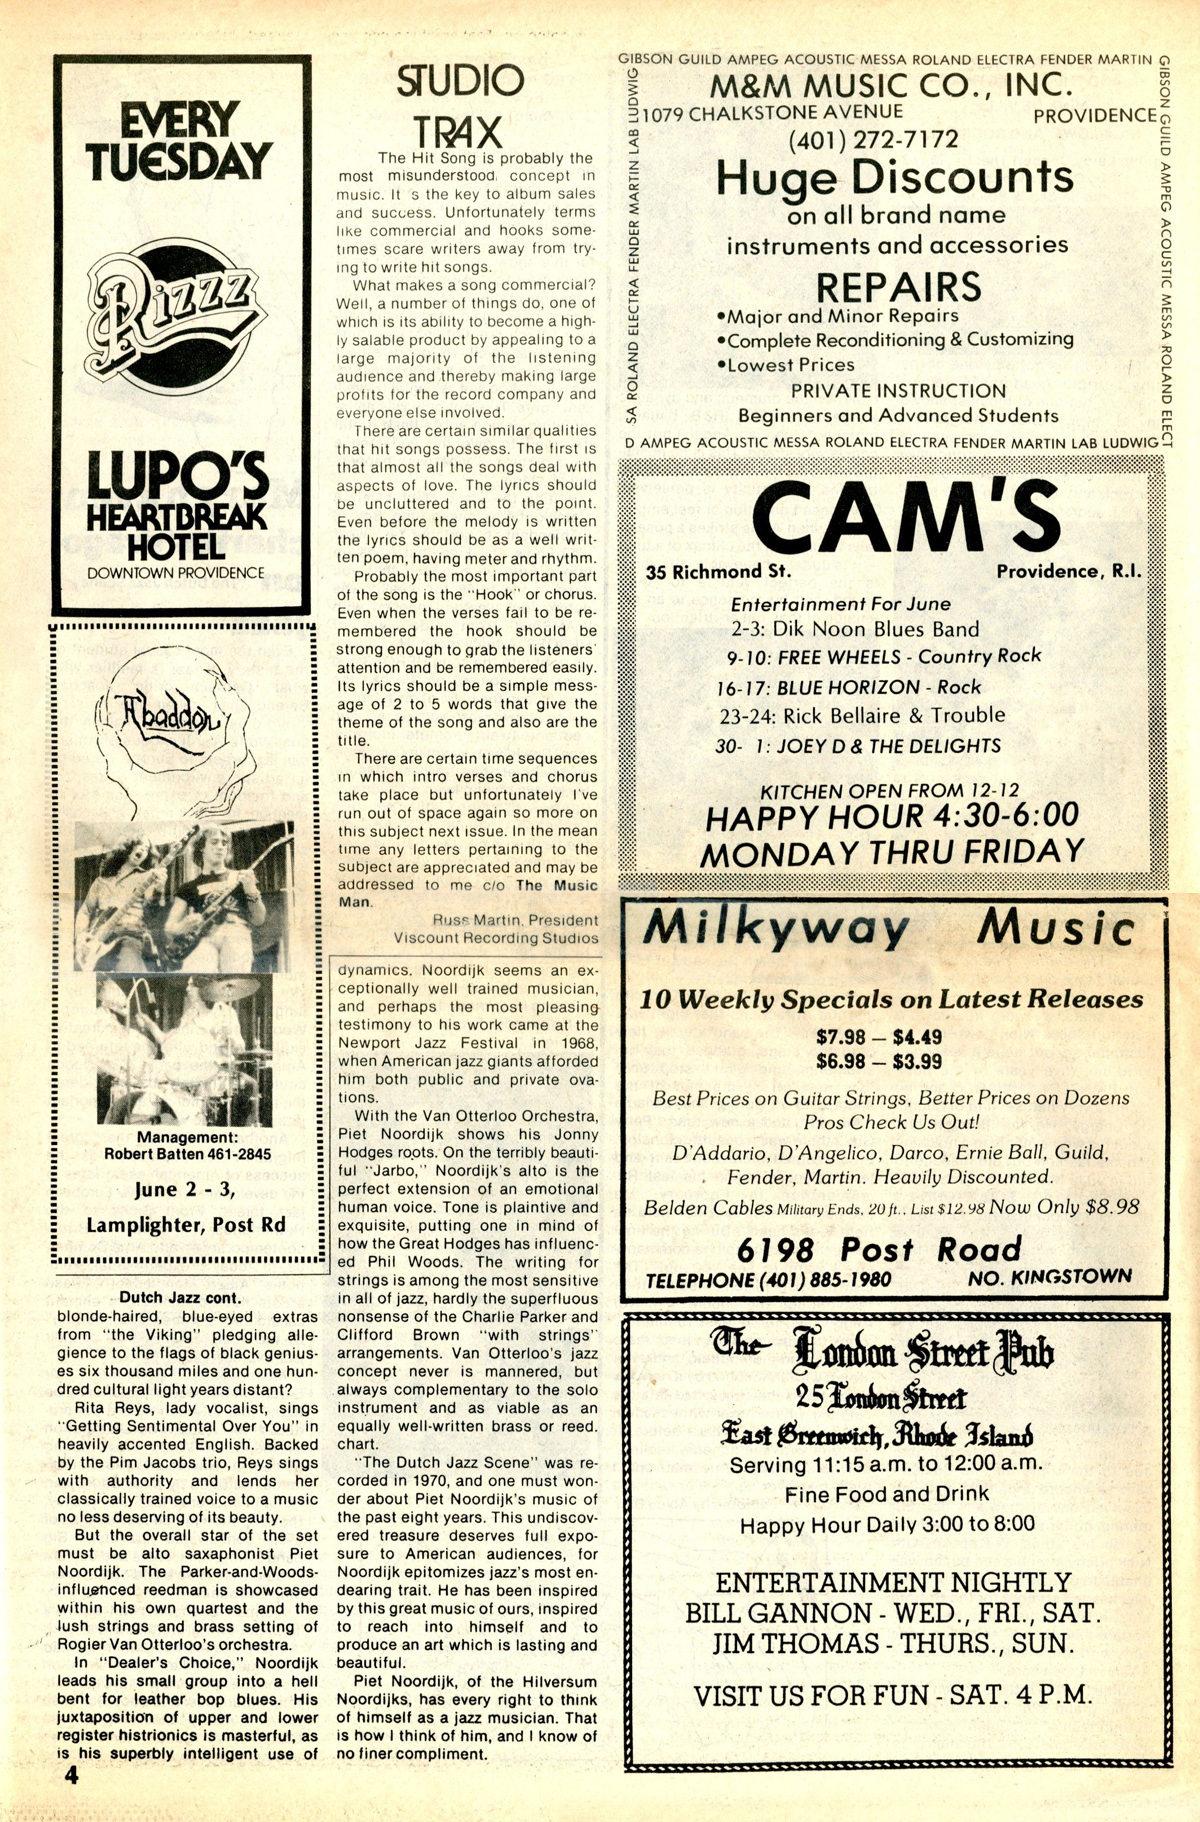 EVERY
TUESDAY
Rizzz
LUPO'S
HEARTBREAK
HOTEL
DOWNTOWN PROVIDENCE
Abaddon
Management:
Robert Batten 461-2845
June 2 - 3,
Lamplighter, Post Rd
STUDIO
TRAX
The Hit Song is probably the
most misunderstood concept in
music. It s the key to album sales
and success. Unfortunately terms
like commercial and hooks some-
times scare writers away from try-
ing to write hit songs.
What makes a song commercial?
Well, a number of things do, one of
which is its ability to become a high-
ly salable product by appealing to a
large majority of the listening
audience and thereby making large
profits for the record company and
everyone else involved.
There are certain similar qualities
that hit songs possess. The first is
that almost all the songs deal with
aspects of love. The lyrics should
be uncluttered and to the point.
Even before the melody is written
the lyrics should be as a well writ-
ten poem, having meter and rhythm.
Probably the most important part
of the song is the "Hook" or chorus.
Even when the verses fail to be re-
membered the hook should be
strong enough to grab the listeners'
attention and be remembered easily.
Its lyrics should be a simple mess-
age of 2 to 5 words that give the
theme of the song and also are the
title.
There are certain time sequences
in which intro verses and chorus
take place but unfortunately I've
run out of space again so more on
this subject next issue. In the mean
time any letters pertaining to the
subject are appreciated and may be
addressed to me c/o The Music
Man.
Russ Martin, President
Viscount Recording Studios
Dutch Jazz cont.
blonde-haired, blue-eyed extras
from "the Viking" pledging alle-
gience to the flags of black genius-
es six thousand miles and one hun-
dred cultural light years distant?
Rita Reys, lady vocalist, sings
"Getting Sentimental Over You" in
heavily accented English. Backed
by the Pim Jacobs trio, Reys sings
with authority and lends her
classically trained voice to a music
no less deserving of its beauty.
But the overall star of the set
must be alto saxaphonist Piet
Noordijk. The Parker-and-Woods-
influenced reedman is showcased
within his own quartest and the
lush strings and brass setting of
Rogier Van Otterloo's orchestra.
In "Dealer's Choice," Noordijk
leads his small group into a hell
bent for leather bop blues. His
juxtaposition of upper and lower
register histrionics is masterful, as
is his superbly intelligent use of
dynamics. Noordijk seems an ex-
ceptionally well trained musician,
and perhaps the most pleasing
testimony to his work came at the
Newport Jazz Festival in 1968,
when American jazz giants afforded
him both public and private ova-
tions.
With the Van Otterloo Orchestra,
Piet Noordijk shows his Jonny
Hodges roots. On the terribly beauti-
ful "Jarbo," Noordijk's alto is the
perfect extension of an emotional
human voice. Tone is plaintive and
exquisite, putting one in mind of
how the Great Hodges has influenc-
ed Phil Woods. The writing for
strings is among the most sensitive
in all of jazz, hardly the superfluous
nonsense of the Charlie Parker and
Clifford Brown "with strings"
arrangements. Van Otterloo's jazz
concept never is mannered, but
always complementary to the solo
instrument and as viable as an
equally well-written brass or reed.
chart.
"The Dutch Jazz Scene" was re-
corded in 1970, and one must won-
der about Piet Noordijk's music of
the past eight years. This undiscov-
ered treasure deserves full expo-
sure to American audiences, for
Noordijk epitomizes jazz's most en-
dearing trait. He has been inspired
by this great music of ours, inspired
to reach into himself and to
produce an art which is lasting and
beautiful.
Piet Noordijk, of the Hilversum
Noordijks, has every right to think
of himself as a jazz musician. That
is how I think of him, and I know of
no finer compliment.
GIBSON GUILD AMPEG ACOUSTIC MESSA ROLAND ELECTRA FENDER MARTIN
GIBSON GUILD AMPEG ACOUSTIC MESSA ROLAND ELECT
SA ROLAND ELECTRA FENZEN FENDER MARTIN LAB LUDWIG
M&M MUSIC CO., INC.
1079 CHALKSTONE AVENUE PROVIDENCE
(401) 272-7172
Huge Discounts
on all brand name
instruments and accessories
REPAIRS
•Major and Minor Repairs
•Complete Reconditioning & Customizing
•Lowest Prices
PRIVATE INSTRUCTION
Beginners and Advanced Students
D AMPEG ACOUSTIC MESSA ROLAND ELECTRA FENDER MARTIN LAB LUDWIG
CAM'S
35 Richmond St. Providence, R.I.
Entertainment For June
2-3: Dik Noon Blues Band
9-10: FREE WHEELS - Country Rock
16-17: BLUE HORIZON - Rock
23-24: Rick Bellaire & Trouble
30- 1: JOEY D & THE DELIGHTS
KITCHEN OPEN FROM 12-12
HAPPY HOUR 4:30-6:00
MONDAY THRU FRIDAY
Milkyway Music
10 Weekly Specials on Latest Releases
$7.98 — $4.49
$6.98 — $3.99
Best Prices on Guitar Strings, Better Prices on Dozens
Pros Check Us Out!
D'Addario, D'Angelico, Darco, Ernie Ball, Guild,
Fender, Martin. Heavily Discounted.
Belden Cables Military Ends, 20 ft., List $12.98 Now Only $8.98
6198 Post Road
TELEPHONE (401) 885-1980 NO. KINGSTOWN
The London Street Pub
25 London Street
East Greenwich, Rhode Island
Serving 11:15 a.m. to 12:00 a.m.
Fine Food and Drink
Happy Hour Daily 3:00 to 8:00
ENTERTAINMENT NIGHTLY
BILL GANNON - WED., FRI., SAT.
JIM THOMAS - THURS., SUN.
VISIT US FOR FUN - SAT. 4 P.M.
4